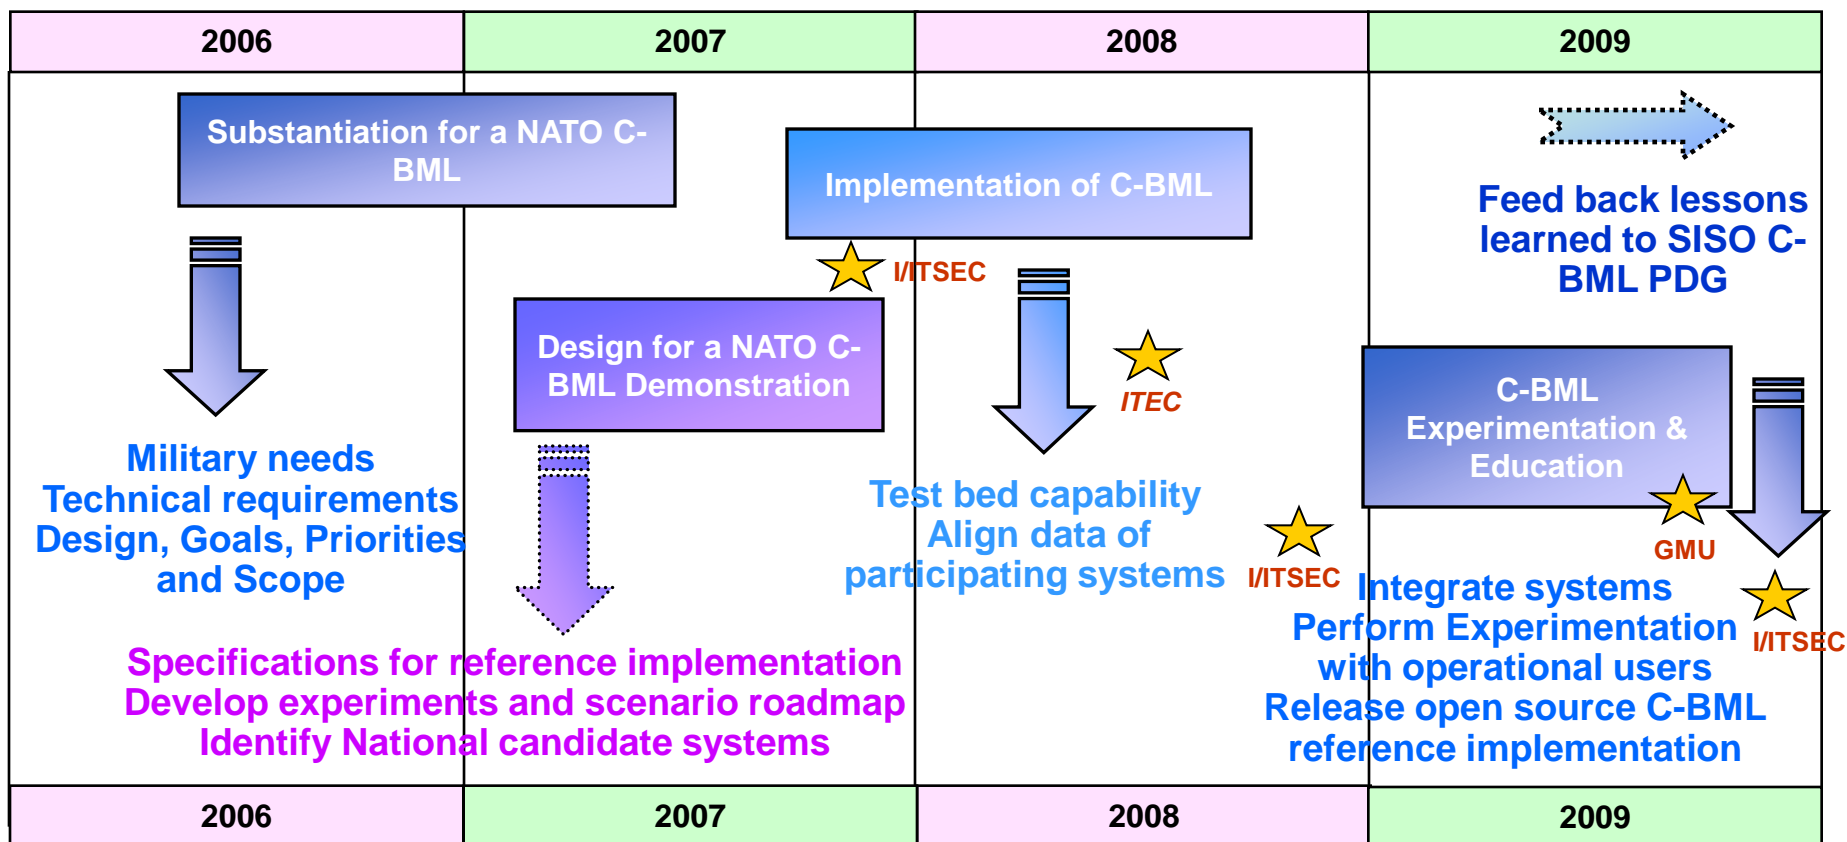 2006
2007
2008
2009
Substantiation for a NATO C-
BML
Military needs
Technical requirements
Design, Goals, Priorities
and Scope
Design for a NATO C-
BML Demonstration
Specifications for reference implementation
Develop experiments and scenario roadmap
Identify National candidate systems
Implementation of C-BML
I/ITSEC
ITEC
Test bed capability
Align data of
participating systems
I/ITSEC
Feed back lessons
learned to SISO C-
BML PDG
C-BML
Experimentation &
Education
GMU
I/ITSEC
Integrate systems
Perform Experimentation
with operational users
Release open source C-BML
reference implementation
2006
2007
2008
2009